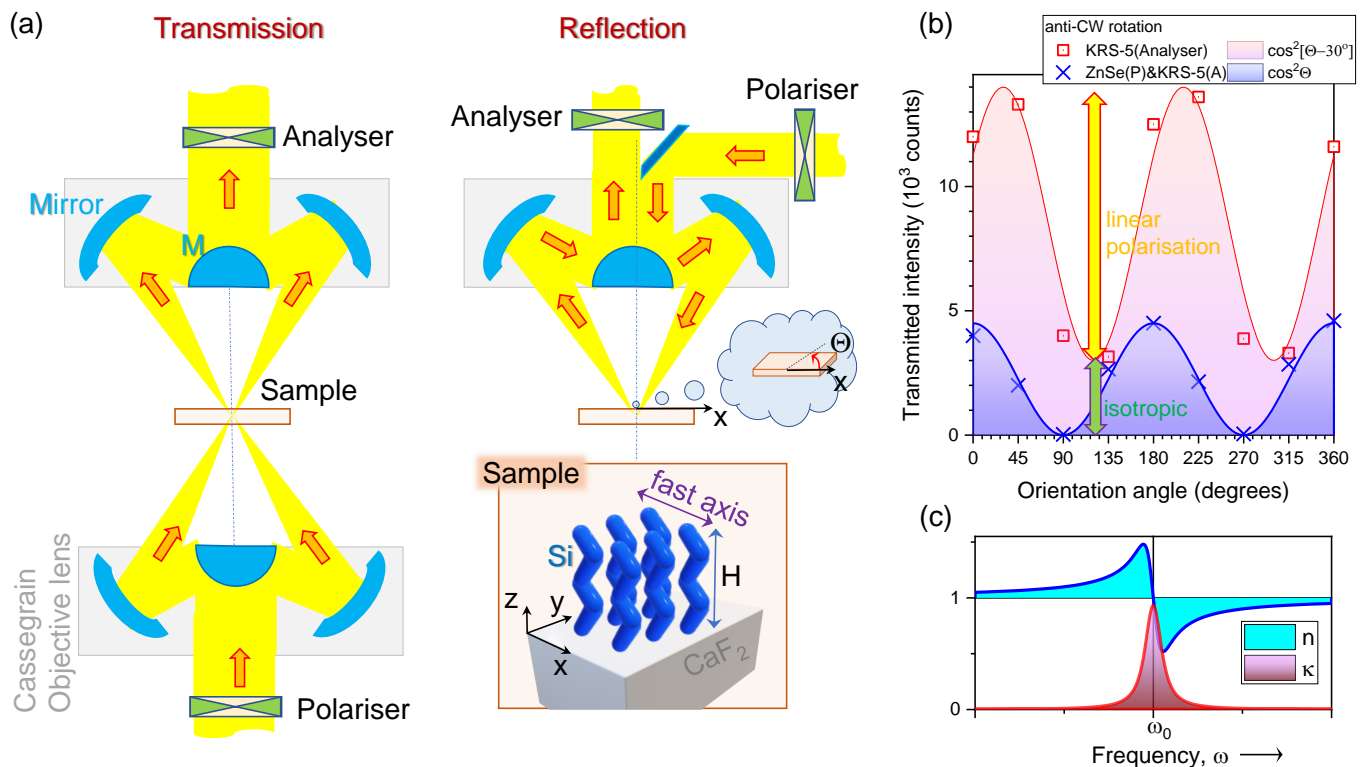 (a)
Transmission
Reflection
Analyser
Mirror
M
Sample
Cassegrain
Objective lens
Polariser
Analyser
Polariser
Θ
x
x
Sample
fast axis
Si
H
z
y
x
CaF2
(b)
anti-CW rotation
KRS-5(Analyser)
cos²[Θ−30°]
ZnSe(P)&KRS-5(A)
cos²Θ
Transmitted intensity (10³ counts)
10
5
0
linear
polarisation
isotropic
0 45 90 135 180 225 270 315 360
Orientation angle (degrees)
(c)
1
0
n
κ
ω₀
Frequency, ω